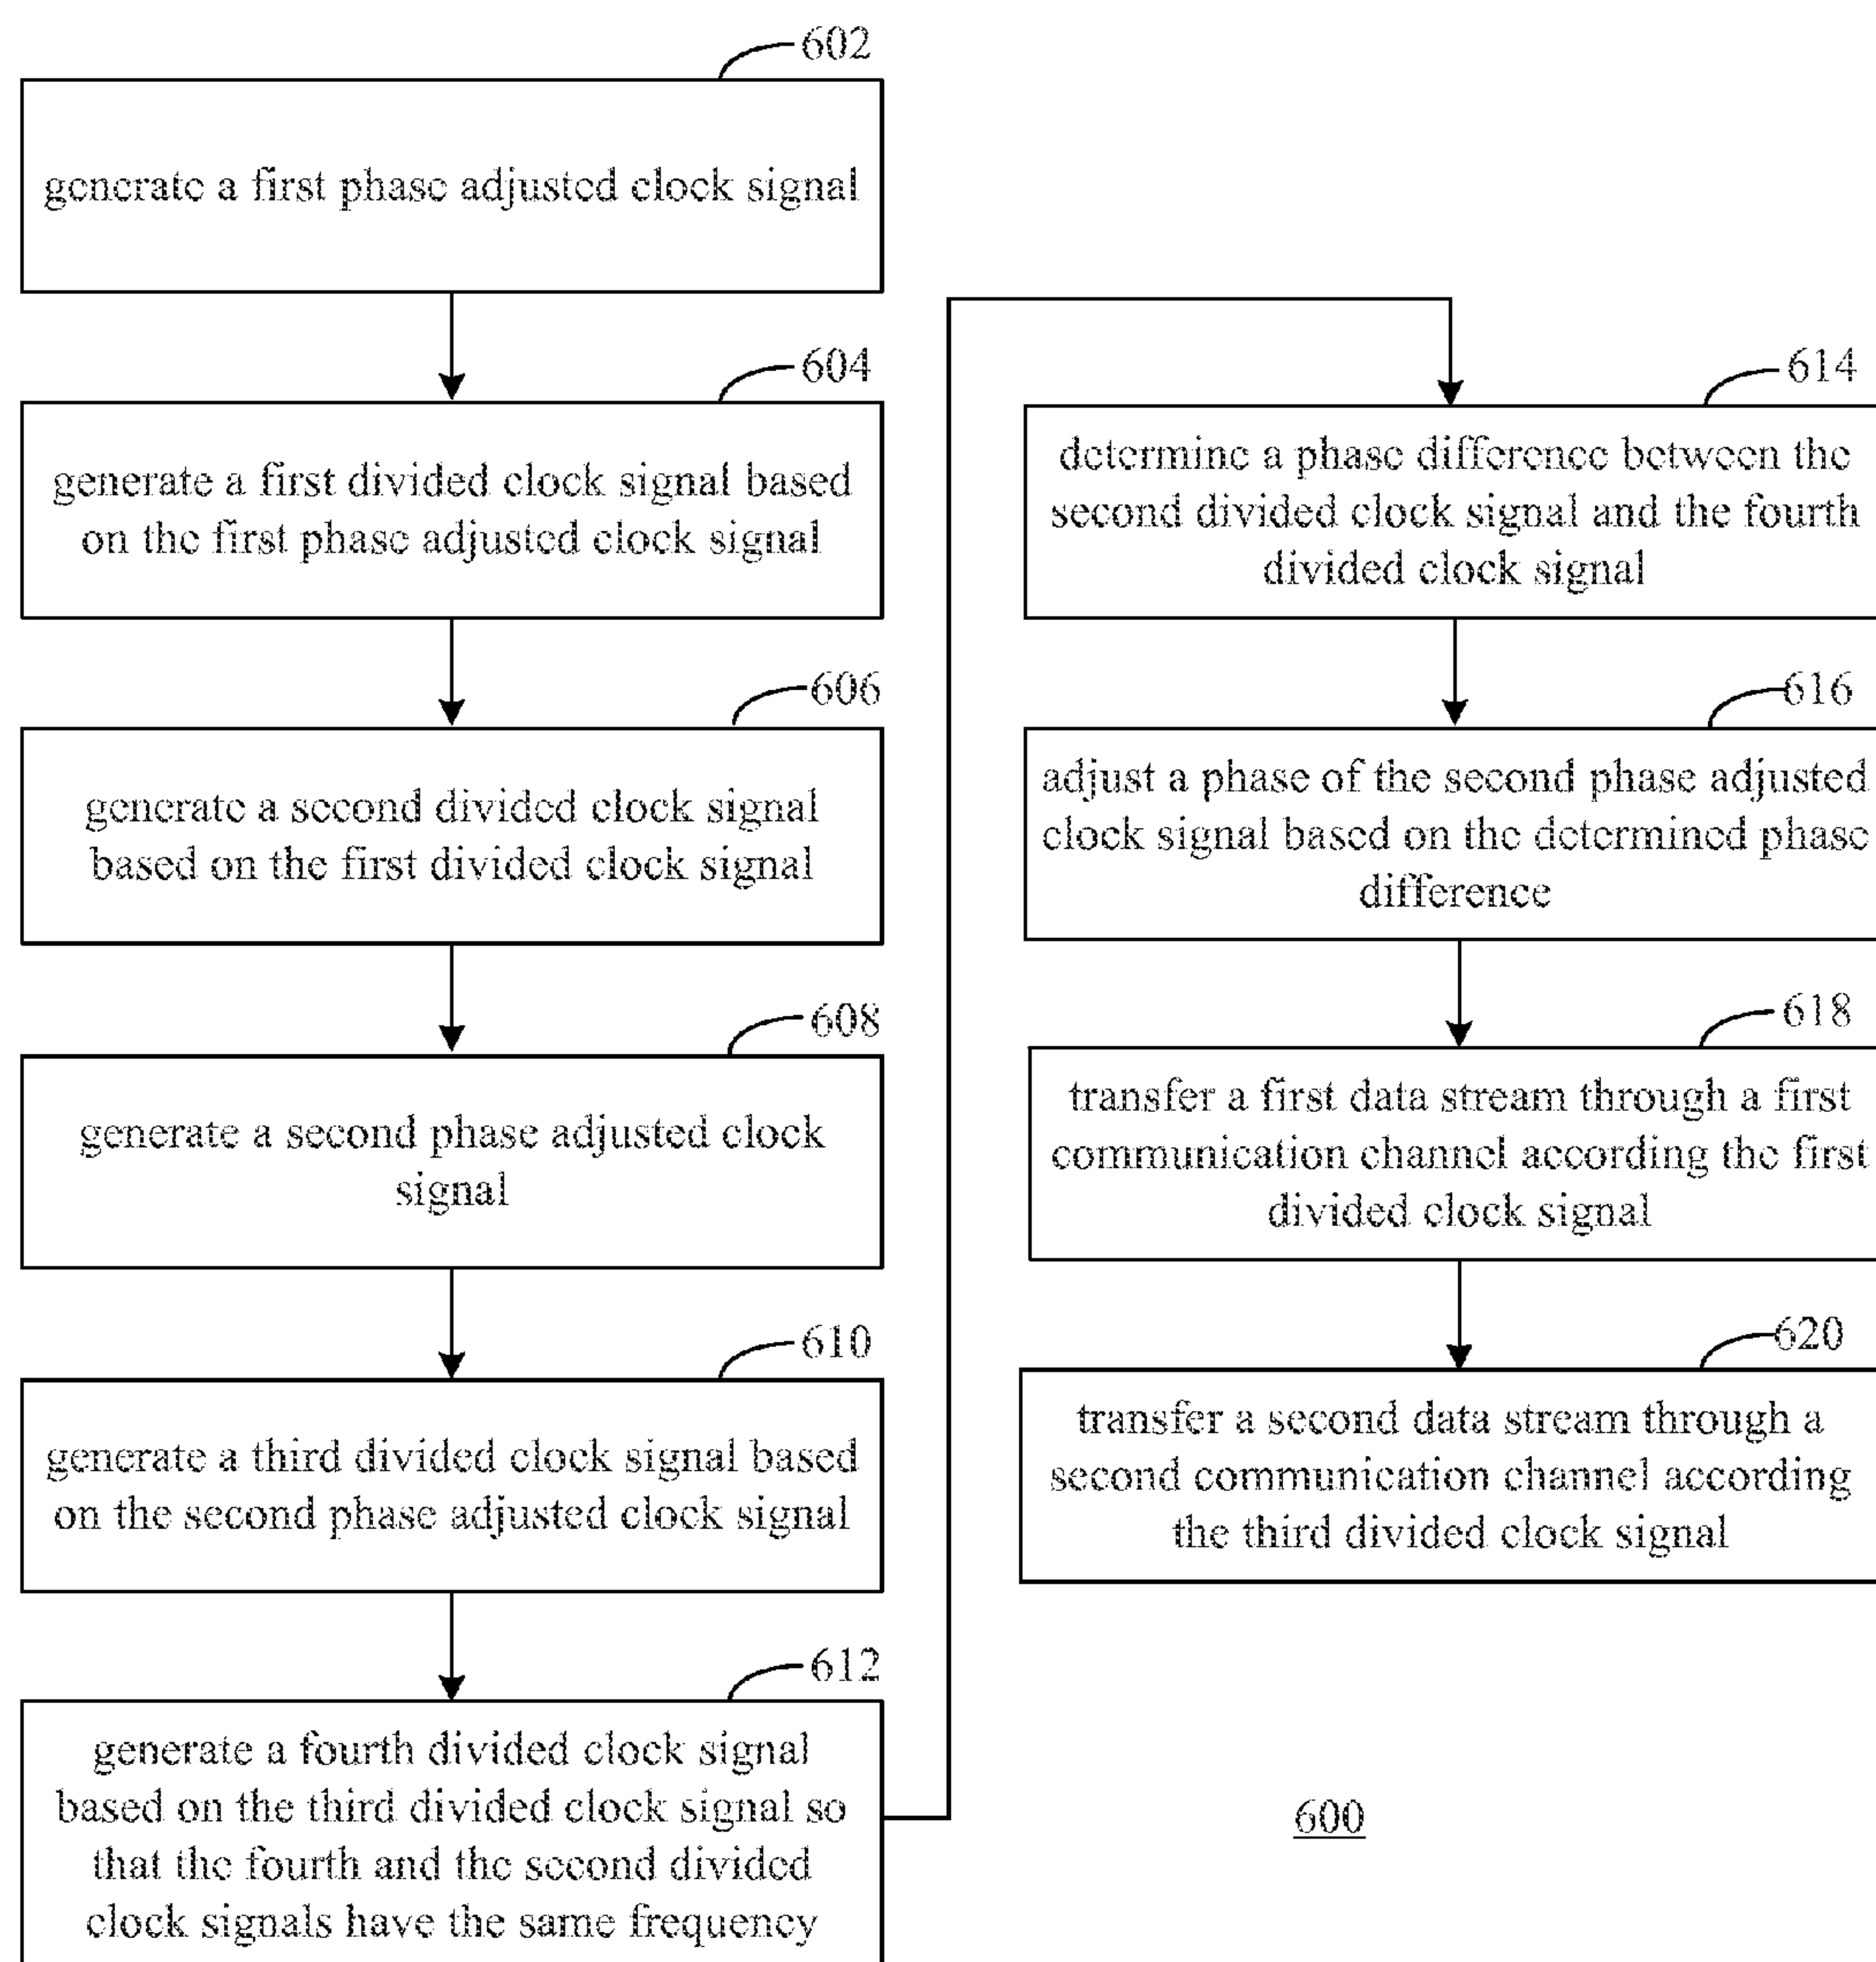 602
generate a first phase adjusted clock signal
604
generate a first divided clock signal based
on the first phase adjusted clock signal
606
generate a second divided clock signal
based on the first divided clock signal
608
generate a second phase adjusted clock
signal
610
generate a third divided clock signal based
on the second phase adjusted clock signal
612
generate a fourth divided clock signal
based on the third divided clock signal so
that the fourth and the second divided
clock signals have the same frequency
614
determine a phase difference between the
second divided clock signal and the fourth
divided clock signal
616
adjust a phase of the second phase adjusted
clock signal based on the determined phase
difference
618
transfer a first data stream through a first
communication channel according the first
divided clock signal
620
transfer a second data stream through a
second communication channel according
the third divided clock signal
600